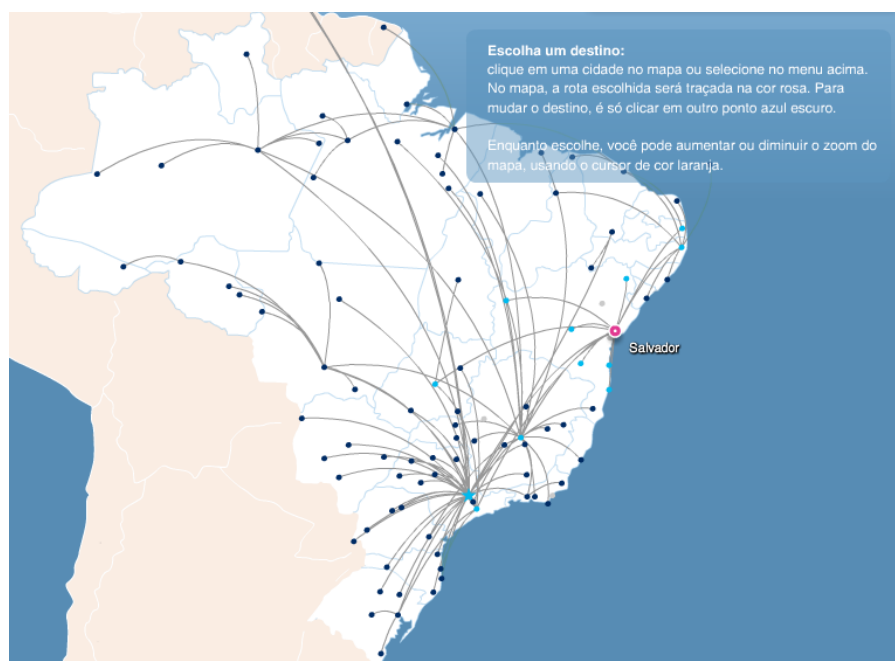 Escolha um destino:
clique em uma cidade no mapa ou selecione no menu acima.
No mapa, a rota escolhida será traçada na cor rosa. Para
mudar o destino, é só clicar em outro ponto azul escuro.
Enquanto escolhe, você pode aumentar ou diminuir o zoom do
mapa, usando o cursor de cor laranja.
Salvador